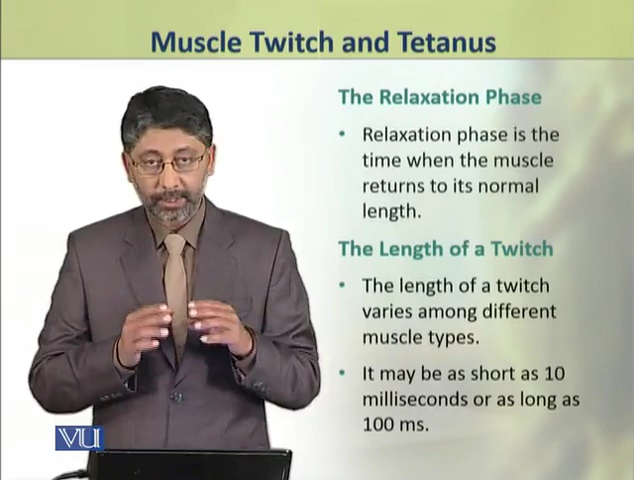 Muscle Twitch and Tetanus
The Relaxation Phase
• Relaxation phase is the
time when the muscle
returns to its normal
length.
The Length of a Twitch
• The length of a twitch
varies among different
muscle types.
• It may be as short as 10
milliseconds or as long as
100 ms.
VU